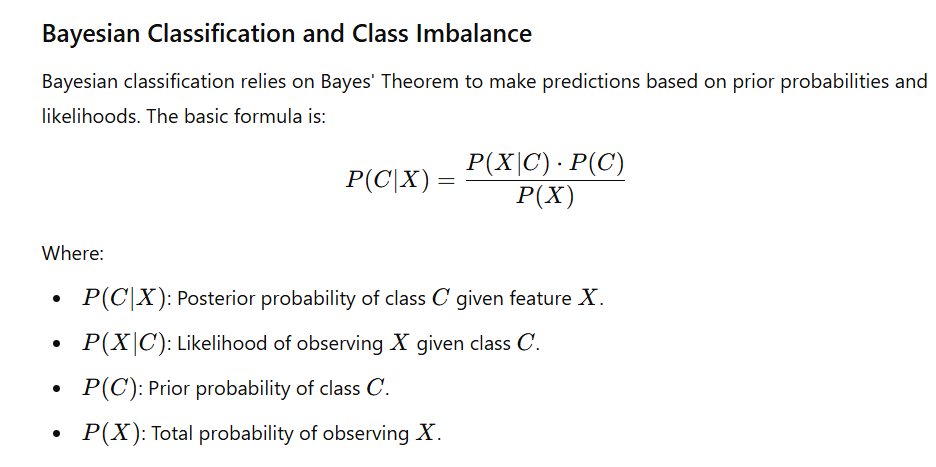 Bayesian Classification and Class Imbalance
Bayesian classification relies on Bayes' Theorem to make predictions based on prior probabilities and
likelihoods. The basic formula is:
P(C|X) = \frac{P(X|C) · P(C)}{P(X)}
Where:
• P(C|X): Posterior probability of class C given feature X.
• P(X|C): Likelihood of observing X given class C.
• P(C): Prior probability of class C.
• P(X): Total probability of observing X.